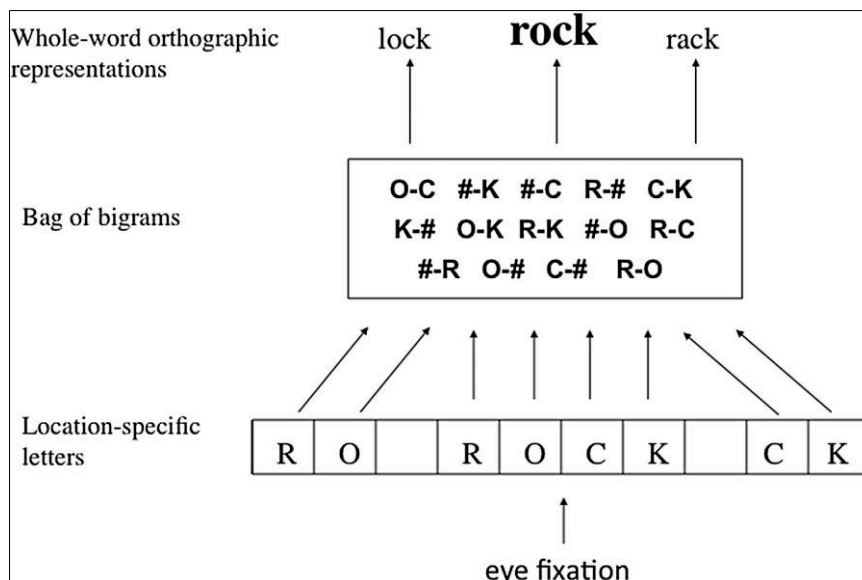 Whole-word orthographic
representations
lock rock rack
Bag of bigrams
O-C #-K #-C R-# C-K
K-# O-K R-K #-O R-C
#-R O-# C-# R-O
Location-specific
letters
R O R O C K C K
eye fixation